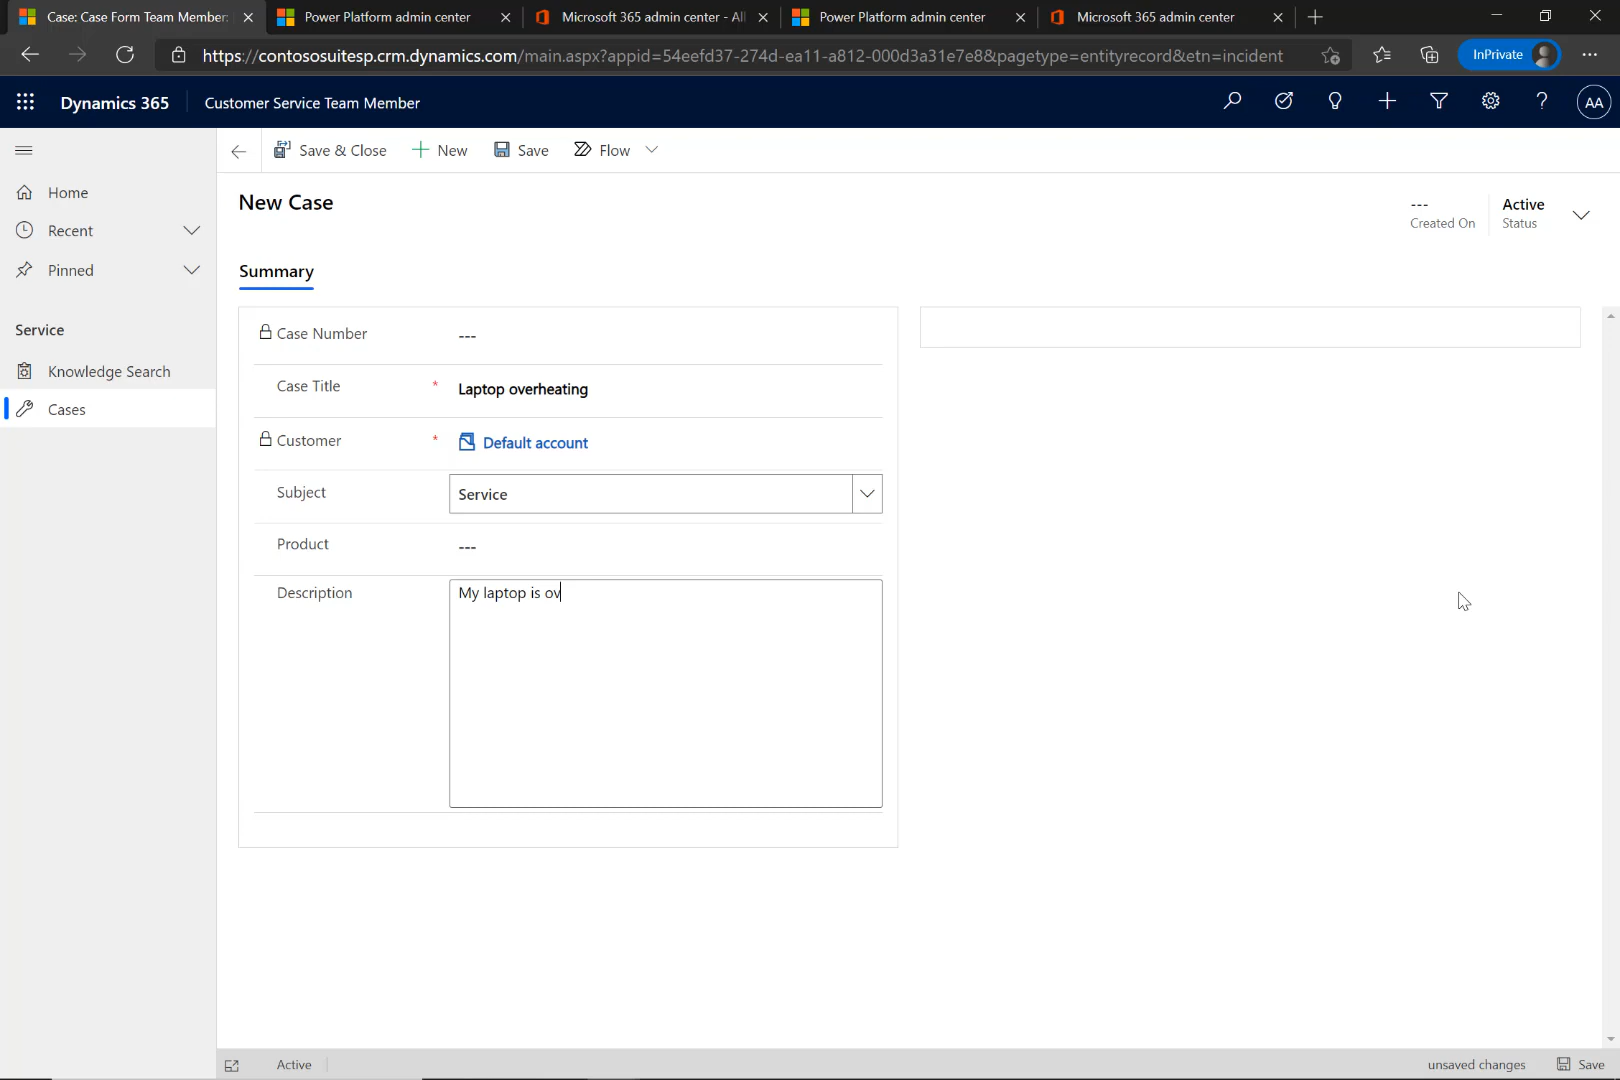 Case: Case Form Team Member:
Power Platform admin center
Microsoft 365 admin center - All
Power Platform admin center
Microsoft 365 admin center
https://contososuitesp.crm.dynamics.com/main.aspx?appid=54eefd37-274d-ea11-a812-000d3a31e7e8&pagetype=entityrecord&etn=incident
InPrivate
Dynamics 365
Customer Service Team Member
AA
Save & Close
New
Save
Flow
Home
Recent
Pinned
Service
Knowledge Search
Cases
New Case
---
Created On
Active
Status
Summary
Case Number
---
Case Title
*
Laptop overheating
Customer
*
Default account
Subject
Service
Product
---
Description
My laptop is ov
Active
unsaved changes
Save